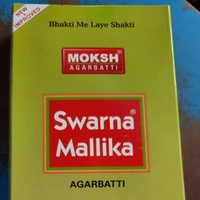 Bhakti Me Laye Shakti
NEW &
IMPROVED
MOKSH®
AGARBATTI
Swarna®
Mallika
AGARBATTI